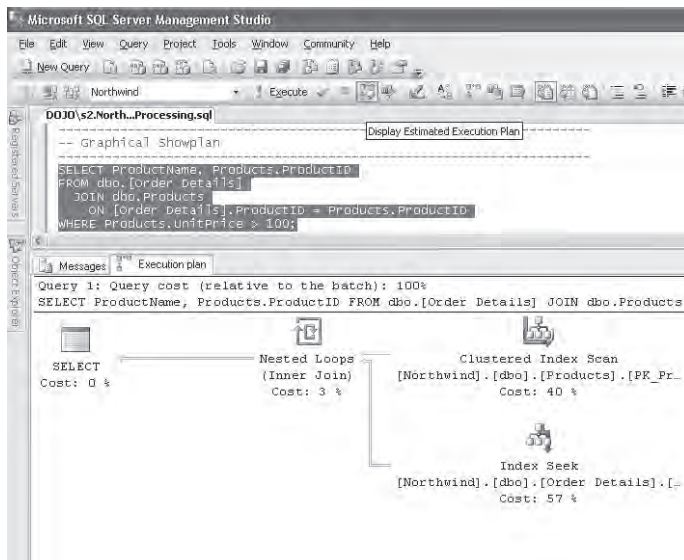 Microsoft SQL Server Management Studio
File Edit View Query Project Tools Window Community Help
New Query
Northwind Execute
DOJO\s2.North...Processing.sql
Display Estimated Execution Plan
Registered Servers
Object Explorer
-- Graphical Showplan
SELECT ProductName, Products.ProductID
FROM dbo.[Order Details]
JOIN dbo.Products
ON [Order Details].ProductID = Products.ProductID
WHERE Products.UnitPrice > 100;
Messages Execution plan
Query 1: Query cost (relative to the batch): 100%
SELECT ProductName, Products.ProductID FROM dbo.[Order Details] JOIN dbo.Products
SELECT
Cost: 0 %
Nested Loops
(Inner Join)
Cost: 3 %
Clustered Index Scan
[Northwind].[dbo].[Products].[PK_Pr...
Cost: 40 %
Index Seek
[Northwind].[dbo].[Order Details].[...
Cost: 57 %